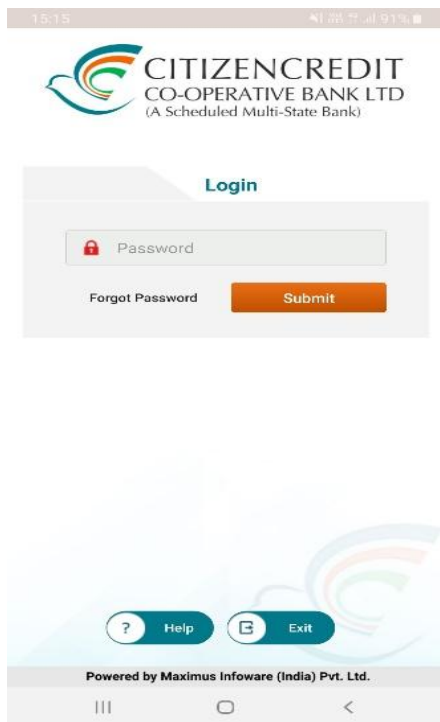 15:15
91%
CITIZENCREDIT
CO-OPERATIVE BANK LTD
(A Scheduled Multi-State Bank)
Login
Password
Forgot Password
Submit
? Help
Exit
Powered by Maximus Infoware (India) Pvt. Ltd.